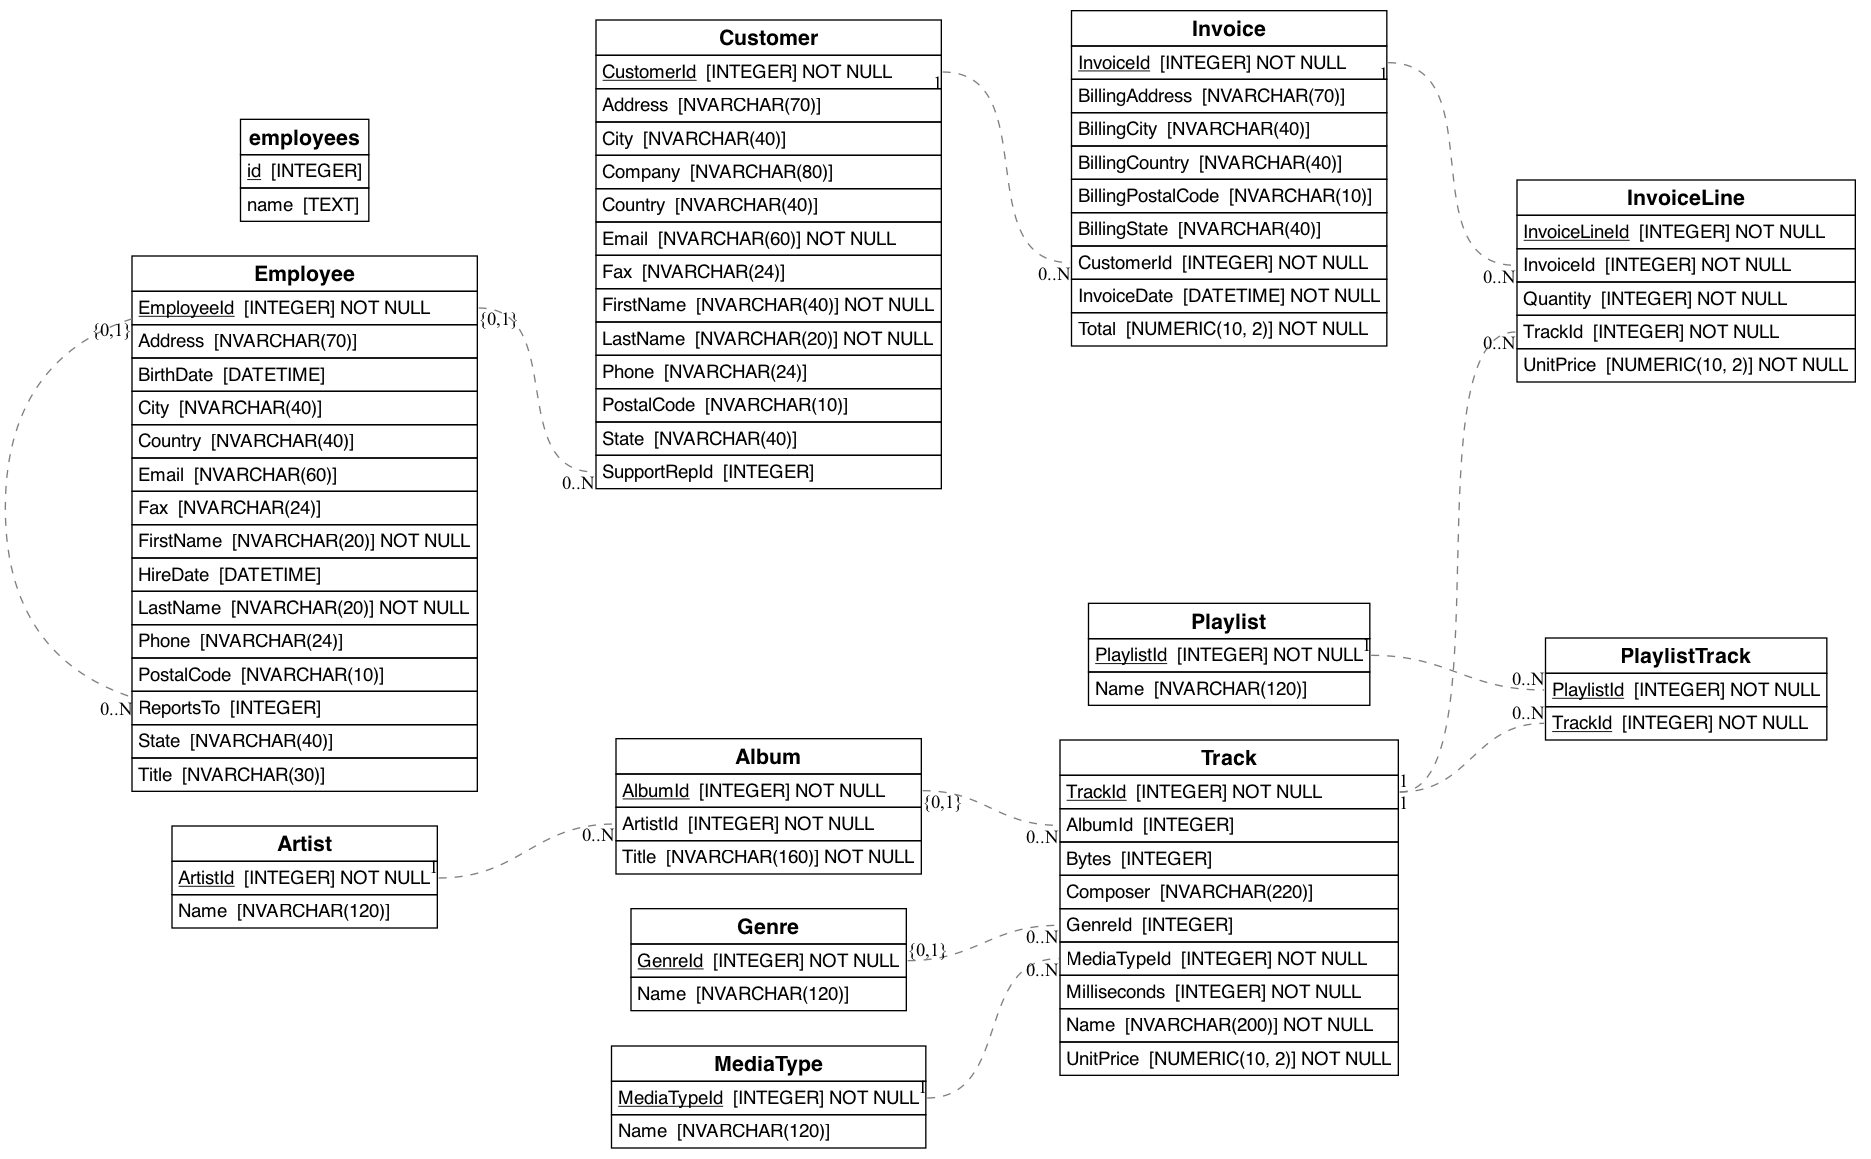 employees
id [INTEGER]
name [TEXT]
Employee
EmployeeId [INTEGER] NOT NULL
Address [NVARCHAR(70)]
BirthDate [DATETIME]
City [NVARCHAR(40)]
Country [NVARCHAR(40)]
Email [NVARCHAR(60)]
Fax [NVARCHAR(24)]
FirstName [NVARCHAR(20)] NOT NULL
HireDate [DATETIME]
LastName [NVARCHAR(20)] NOT NULL
Phone [NVARCHAR(24)]
PostalCode [NVARCHAR(10)]
ReportsTo [INTEGER]
State [NVARCHAR(40)]
Title [NVARCHAR(30)]
{0,1}
0..N
{0,1}
0..N
Customer
CustomerId [INTEGER] NOT NULL
Address [NVARCHAR(70)]
City [NVARCHAR(40)]
Company [NVARCHAR(80)]
Country [NVARCHAR(40)]
Email [NVARCHAR(60)] NOT NULL
Fax [NVARCHAR(24)]
FirstName [NVARCHAR(40)] NOT NULL
LastName [NVARCHAR(20)] NOT NULL
Phone [NVARCHAR(24)]
PostalCode [NVARCHAR(10)]
State [NVARCHAR(40)]
SupportRepId [INTEGER]
1
0..N
Invoice
InvoiceId [INTEGER] NOT NULL
BillingAddress [NVARCHAR(70)]
BillingCity [NVARCHAR(40)]
BillingCountry [NVARCHAR(40)]
BillingPostalCode [NVARCHAR(10)]
BillingState [NVARCHAR(40)]
CustomerId [INTEGER] NOT NULL
InvoiceDate [DATETIME] NOT NULL
Total [NUMERIC(10, 2)] NOT NULL
1
0..N
0..N
InvoiceLine
InvoiceLineId [INTEGER] NOT NULL
InvoiceId [INTEGER] NOT NULL
Quantity [INTEGER] NOT NULL
TrackId [INTEGER] NOT NULL
UnitPrice [NUMERIC(10, 2)] NOT NULL
Playlist
PlaylistId [INTEGER] NOT NULL
Name [NVARCHAR(120)]
1
0..N
0..N
PlaylistTrack
PlaylistId [INTEGER] NOT NULL
TrackId [INTEGER] NOT NULL
Artist
ArtistId [INTEGER] NOT NULL
Name [NVARCHAR(120)]
1
0..N
Album
AlbumId [INTEGER] NOT NULL
ArtistId [INTEGER] NOT NULL
Title [NVARCHAR(160)] NOT NULL
{0,1}
0..N
Genre
GenreId [INTEGER] NOT NULL
Name [NVARCHAR(120)]
{0,1}
0..N
0..N
MediaType
MediaTypeId [INTEGER] NOT NULL
Name [NVARCHAR(120)]
1
Track
TrackId [INTEGER] NOT NULL
AlbumId [INTEGER]
Bytes [INTEGER]
Composer [NVARCHAR(220)]
GenreId [INTEGER]
MediaTypeId [INTEGER] NOT NULL
Milliseconds [INTEGER] NOT NULL
Name [NVARCHAR(200)] NOT NULL
UnitPrice [NUMERIC(10, 2)] NOT NULL
1
1